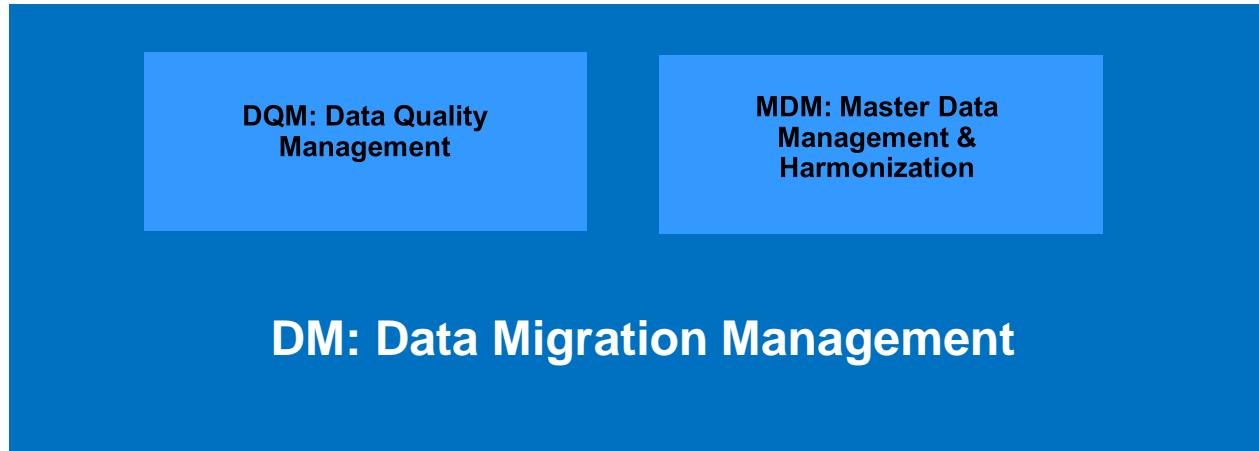 DQM: Data Quality
Management
MDM: Master Data
Management &
Harmonization
DM: Data Migration Management